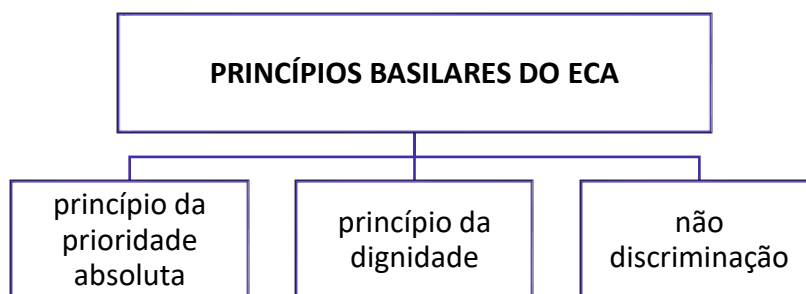 PRINCÍPIOS BASILARES DO ECA
princípio da
prioridade
absoluta
princípio da
dignidade
não
discriminação